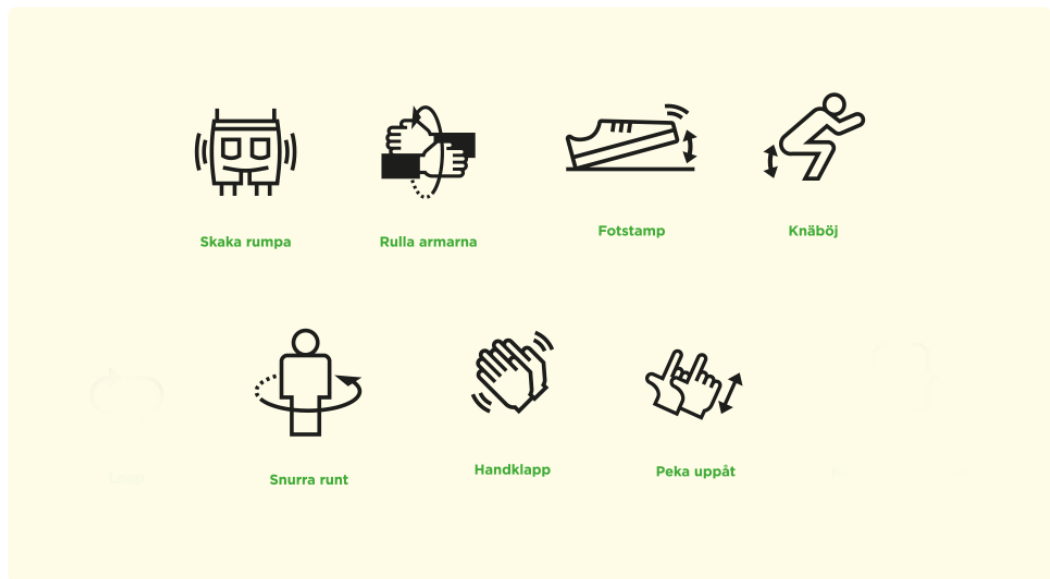 Skaka rumpa
Rulla armarna
Fotstamp
Knäböj
Snurra runt
Handklapp
Peka uppåt